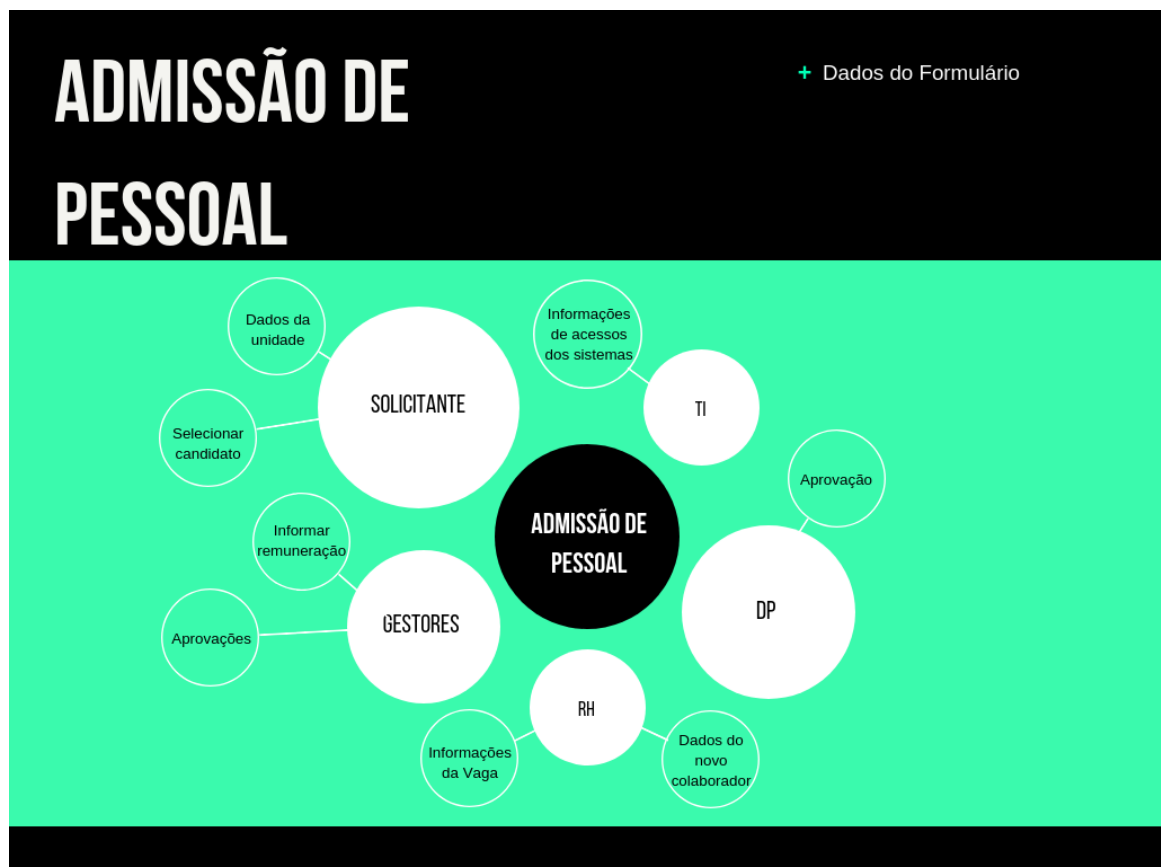 ADMISSÃO DE
PESSOAL
+ Dados do Formulário
Dados da
unidade
Selecionar
candidato
SOLICITANTE
Informações
de acessos
dos sistemas
TI
Aprovação
Informar
remuneração
Aprovações
GESTORES
ADMISSÃO DE
PESSOAL
DP
RH
Informações
da Vaga
Dados do
novo
colaborador